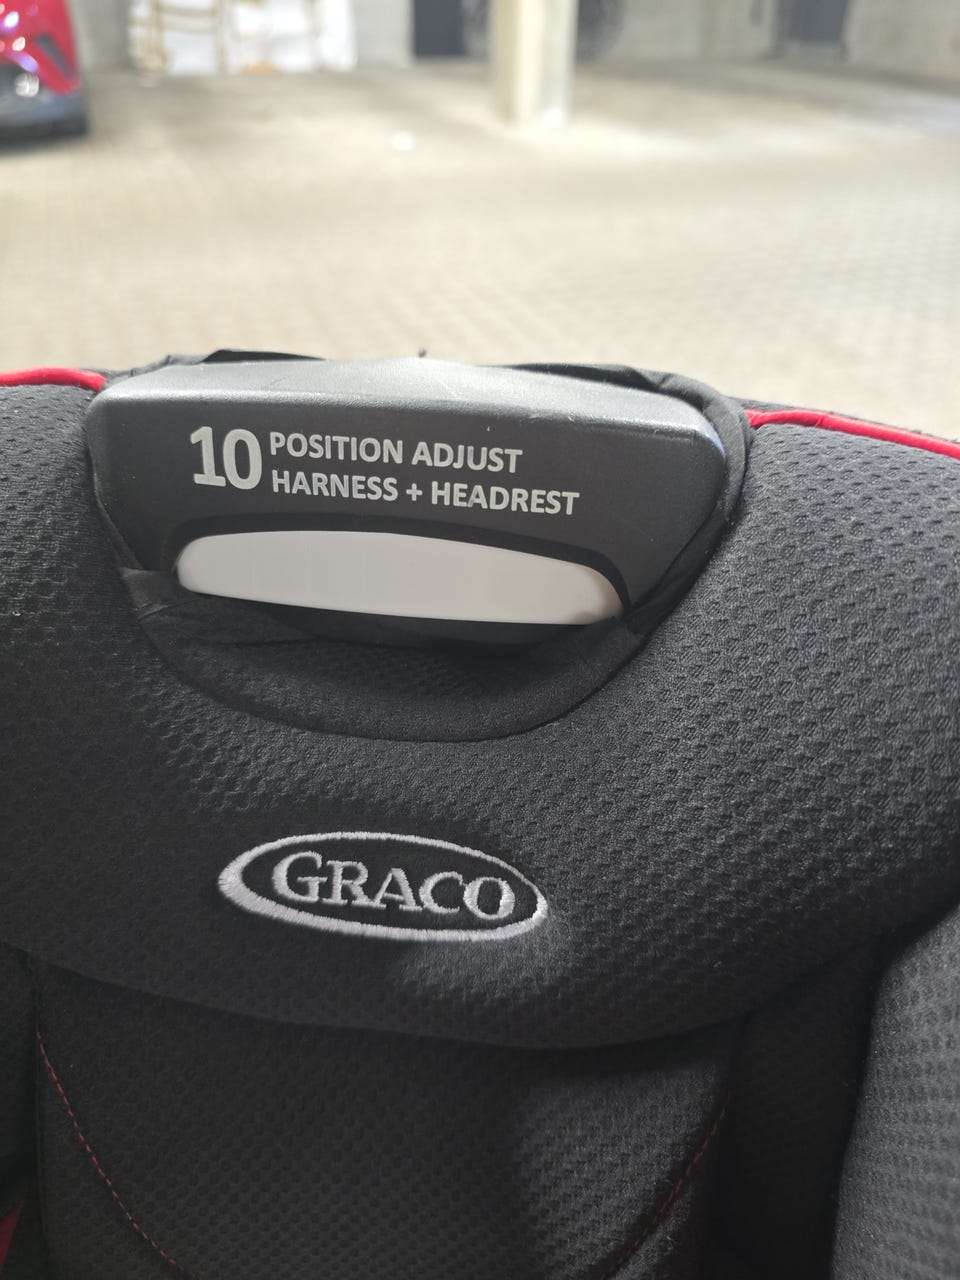 10 POSITION ADJUST
HARNESS + HEADREST
GRACO